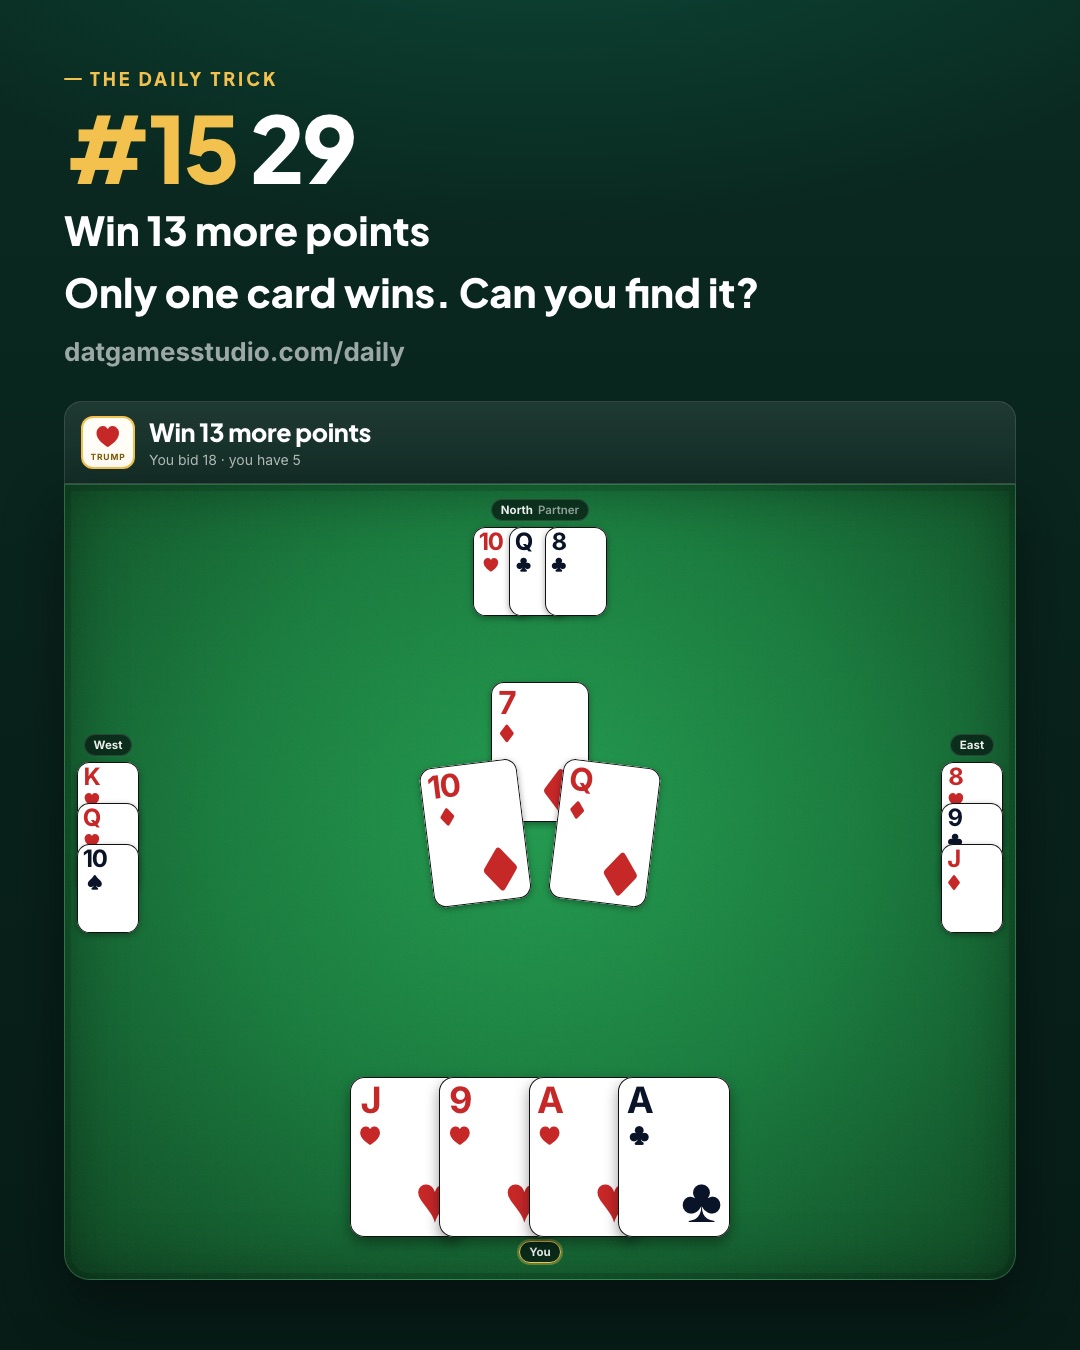 — THE DAILY TRICK
#15 29
Win 13 more points
Only one card wins. Can you find it?
datgamesstudio.com/daily
TRUMP
Win 13 more points
You bid 18 · you have 5
North Partner
10 Q 8
7
West
East
K
Q
10
10
Q
8
9
J
J 9 A A
You